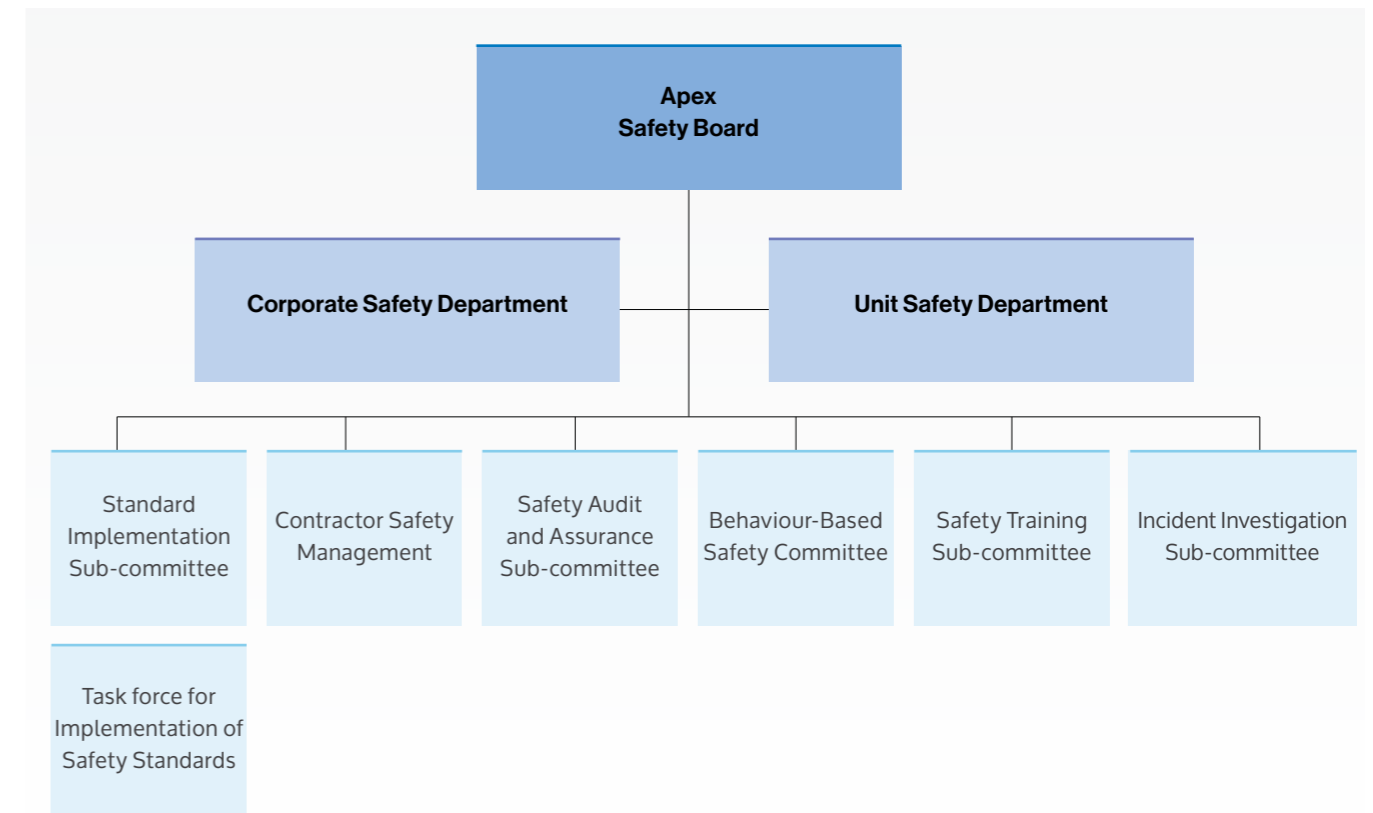 Apex
Safety Board
Corporate Safety Department
Unit Safety Department
Standard
Implementation
Sub-committee
Contractor Safety
Management
Safety Audit
and Assurance
Sub-committee
Behaviour-Based
Safety Committee
Safety Training
Sub-committee
Incident Investigation
Sub-committee
Task force for
Implementation of
Safety Standards